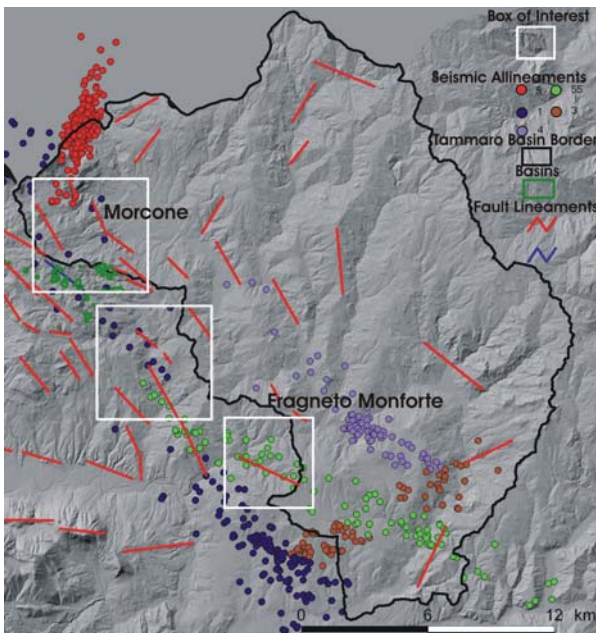 Box of Interest
Seismic Allineaments
55
1
3
4
Tammaro Basin Border
Basins
Fault Lineaments
Morcone
Fragneto Monforte
0 6 12 km